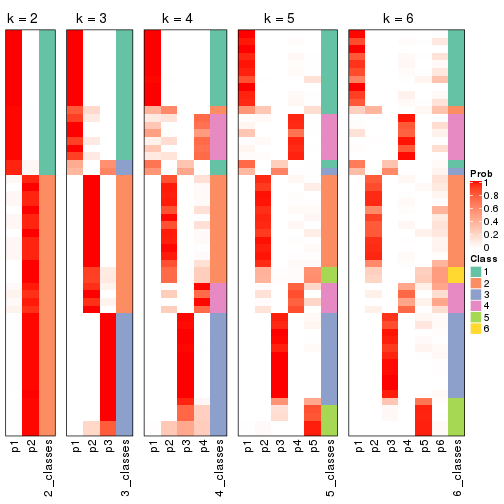 k = 2
k = 3
k = 4
k = 5
k = 6
p1
p2
2_classes
p1
p2
p3
3_classes
p1
p2
p3
p4
4_classes
p1
p2
p3
p4
p5
5_classes
p1
p2
p3
p4
p5
p6
6_classes
Prob
1
0.8
0.6
0.4
0.2
0
Class
1
2
3
4
5
6